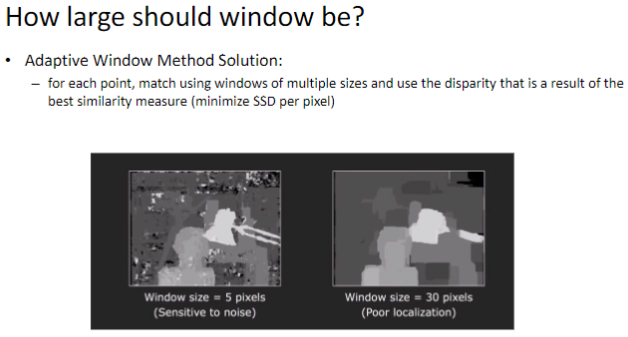 How large should window be?
• Adaptive Window Method Solution:
– for each point, match using windows of multiple sizes and use the disparity that is a result of the
best similarity measure (minimize SSD per pixel)
Window size = 5 pixels
(Sensitive to noise)
Window size = 30 pixels
(Poor localization)